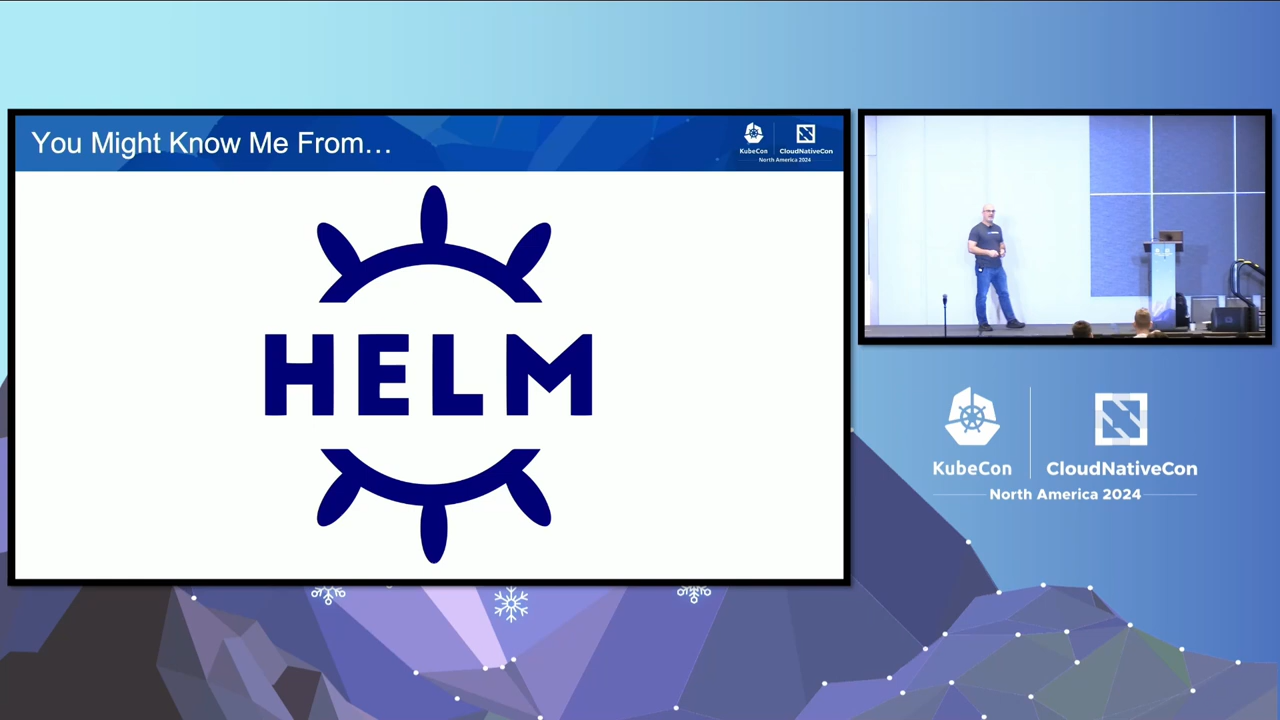 You Might Know Me From...
KubeCon
CloudNativeCon
North America 2024
HELM
KubeCon
CloudNativeCon
North America 2024